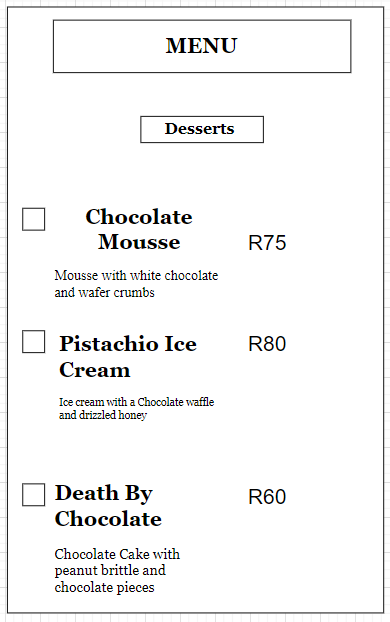 MENU
Desserts
Chocolate
Mousse
R75
Mousse with white chocolate
and wafer crumbs
Pistachio Ice
Cream
R80
Ice cream with a Chocolate waffle
and drizzled honey
Death By
Chocolate
R60
Chocolate Cake with
peanut brittle and
chocolate pieces